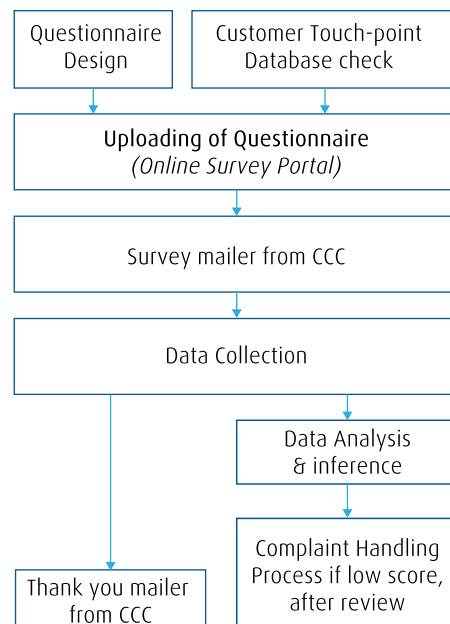 Questionnaire
Design
Customer Touch-point
Database check
Uploading of Questionnaire
(Online Survey Portal)
Survey mailer from CCC
Data Collection
Data Analysis
& inference
Complaint Handling
Process if low score,
after review
Thank you mailer
from CCC